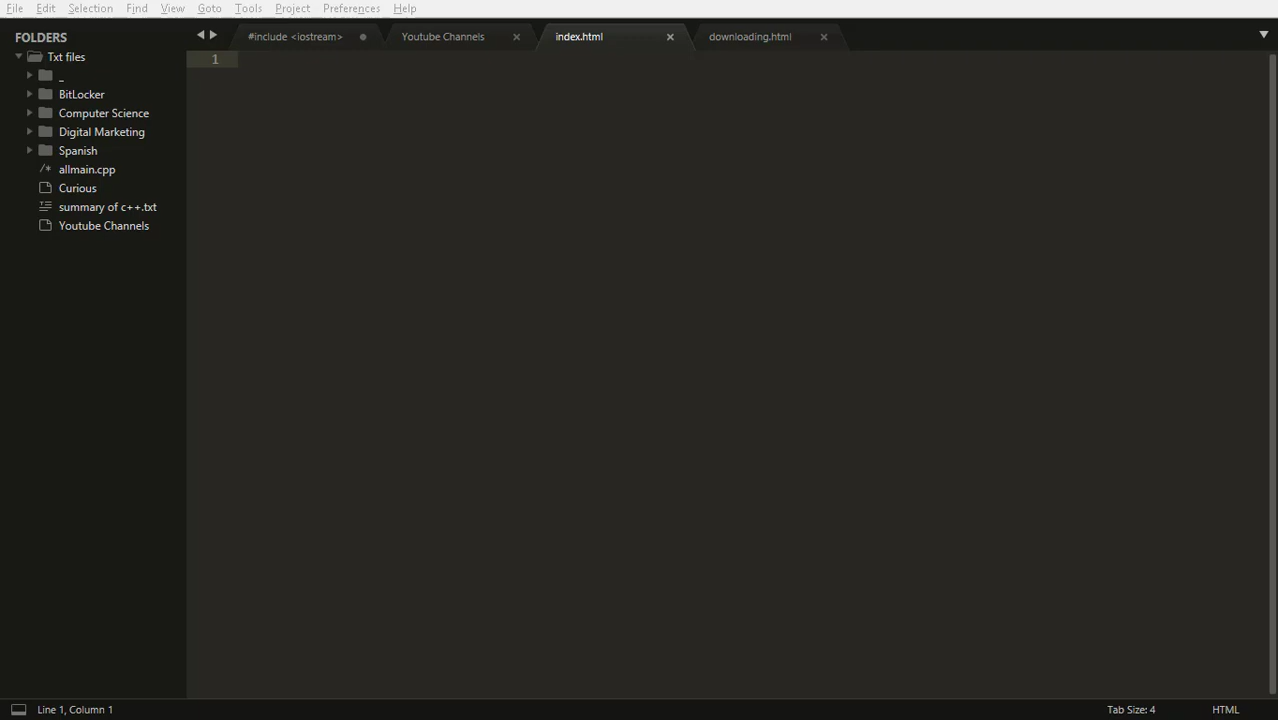 File Edit Selection Find View Goto Tools Project Preferences Help
FOLDERS
Txt files
_
BitLocker
Computer Science
Digital Marketing
Spanish
/* allmain.cpp
Curious
summary of c++.txt
Youtube Channels
#include <iostream> Youtube Channels index.html downloading.html
1
Line 1, Column 1 Tab Size: 4 HTML